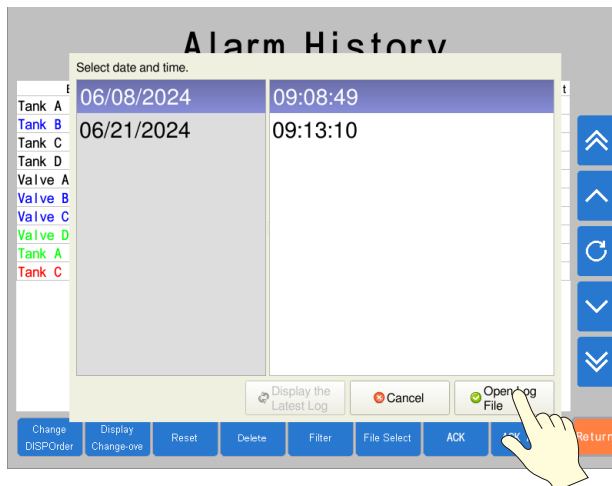 Alarm History
Select date and time.
06/08/2024 09:08:49
06/21/2024 09:13:10
Tank A
Tank B
Tank C
Tank D
Valve A
Valve B
Valve C
Valve D
Tank A
Tank C
Display the
Latest Log
Cancel
Open Log
File
Change
DISPOrder
Display
Change-ove
Reset
Delete
Filter
File Select
ACK
Return